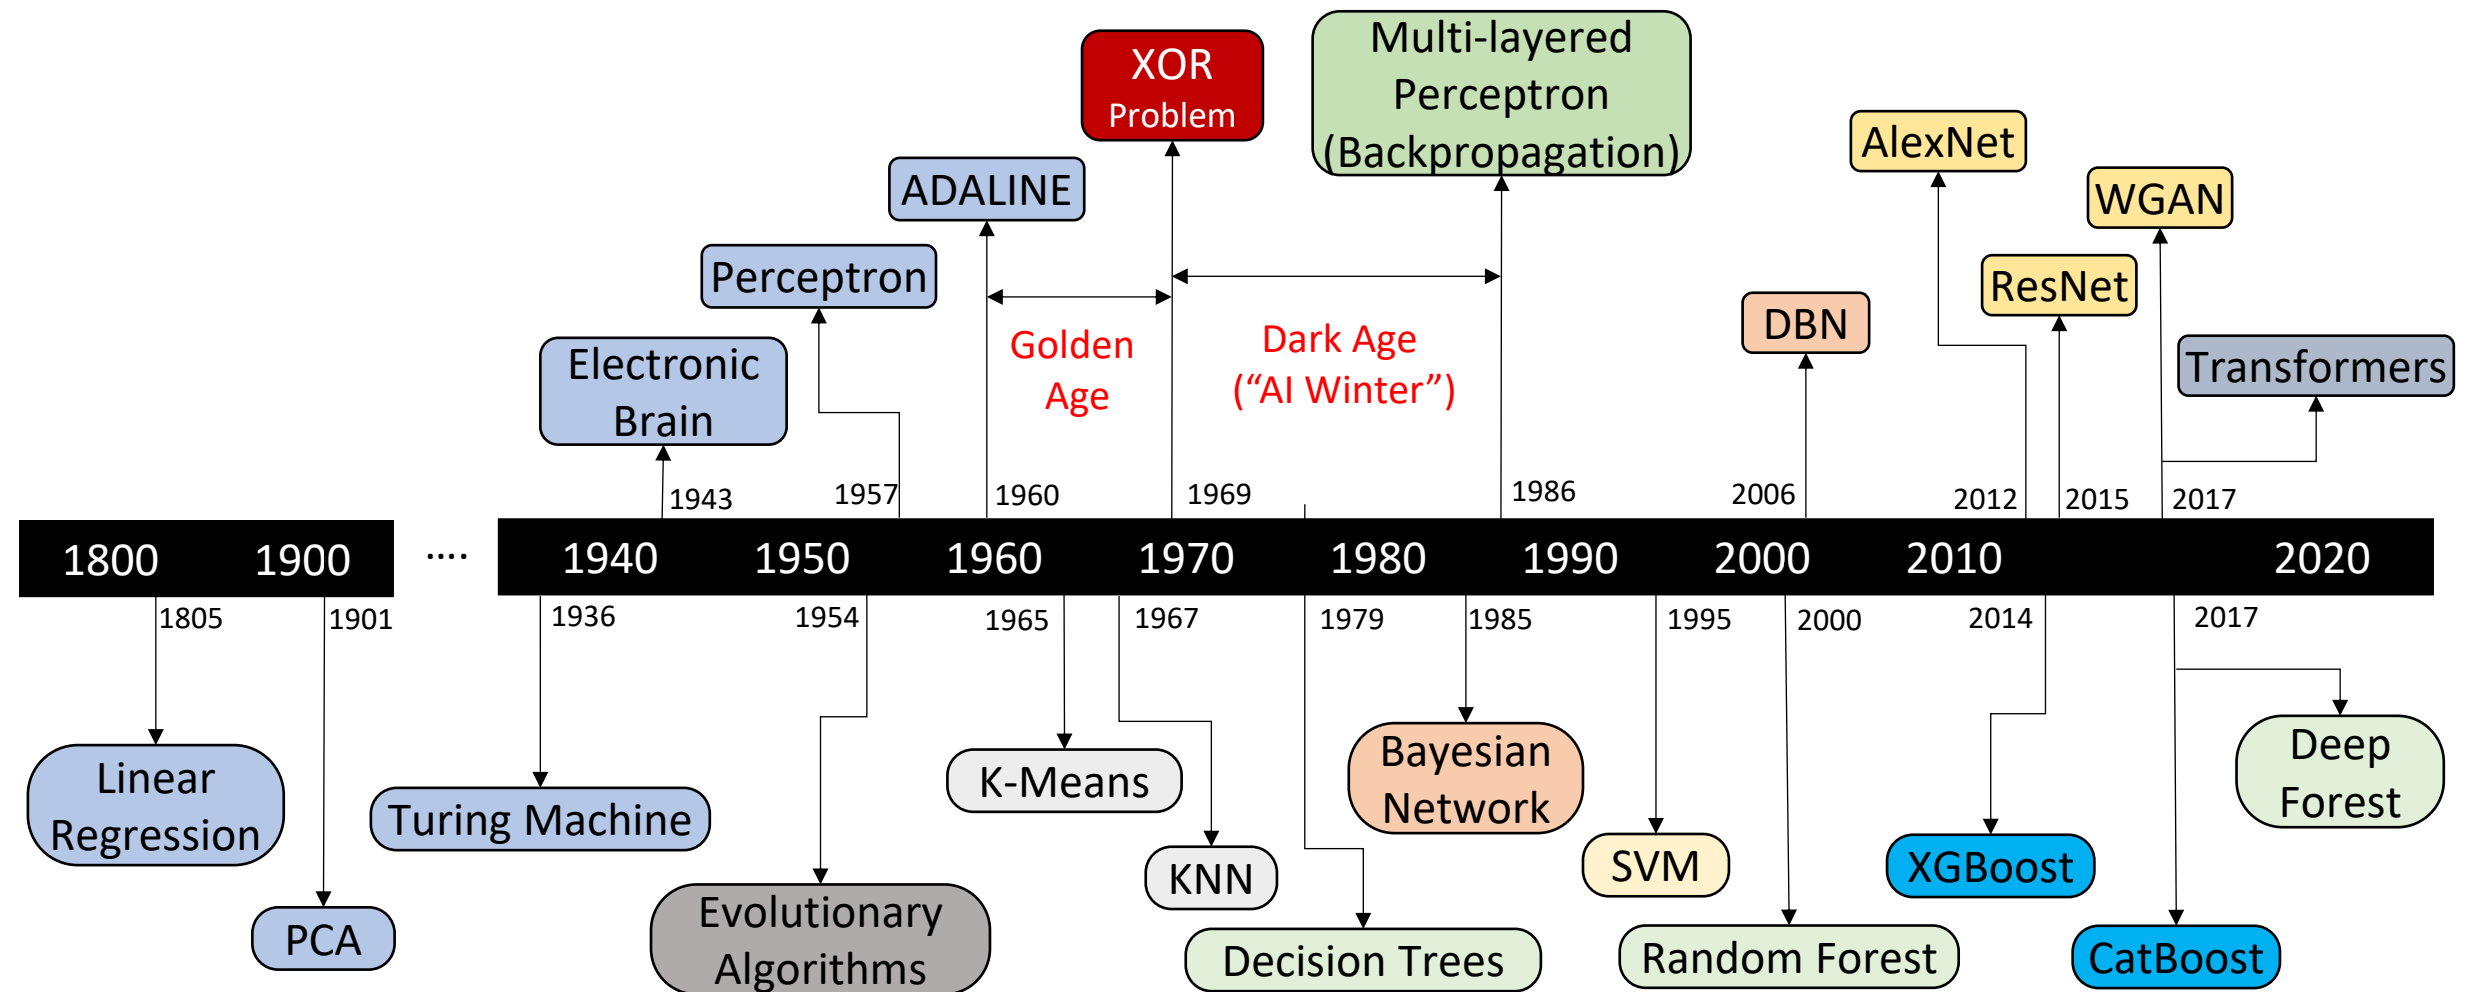 XOR
Problem
Multi-layered
Perceptron
(Backpropagation)
AlexNet
ADALINE
WGAN
Perceptron
ResNet
DBN
Golden
Age
Dark Age
(“AI Winter”)
Electronic
Brain
Transformers
1943
1957
1960
1969
1986
2006
2012
2015
2017
1800
1900
....
1940
1950
1960
1970
1980
1990
2000
2010
2020
1805
1901
1936
1954
1965
1967
1979
1985
1995
2000
2014
2017
Linear
Regression
PCA
Turing Machine
Evolutionary
Algorithms
K-Means
KNN
Decision Trees
Bayesian
Network
SVM
Random Forest
XGBoost
CatBoost
Deep
Forest